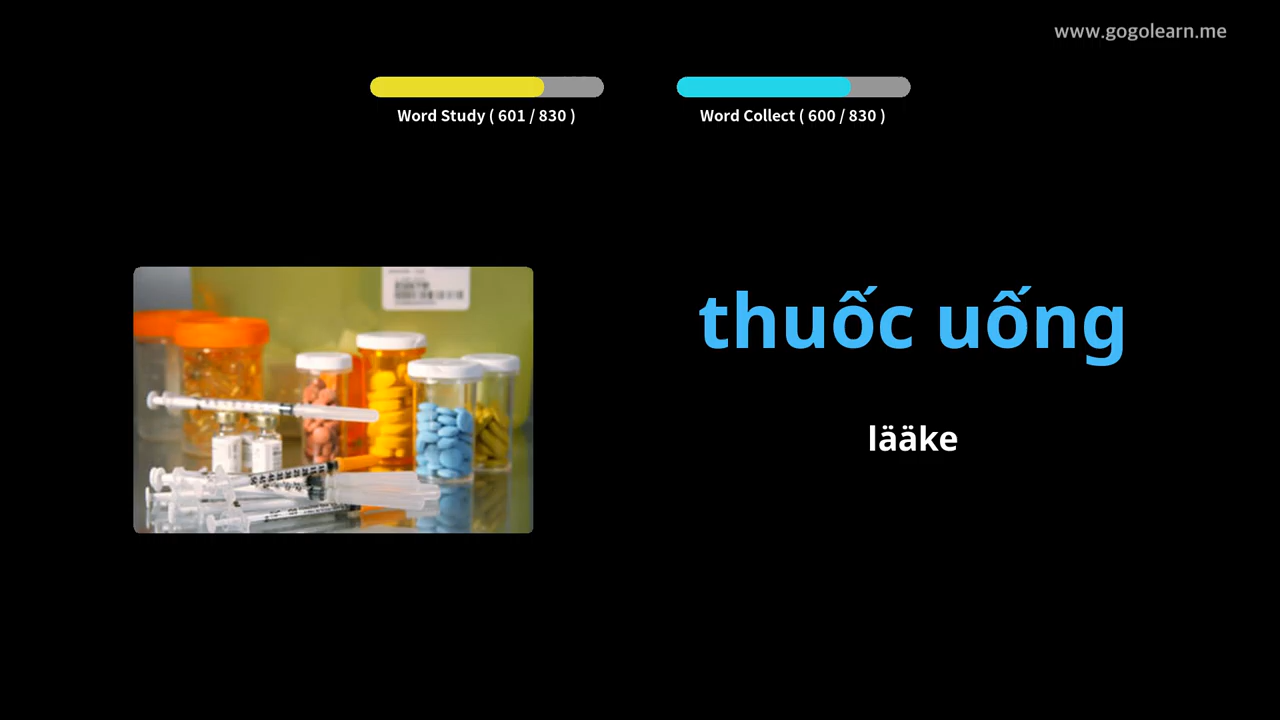 www.gogolearn.me
Word Study ( 601 / 830 )
Word Collect ( 600 / 830 )
thuốc uống
lääke